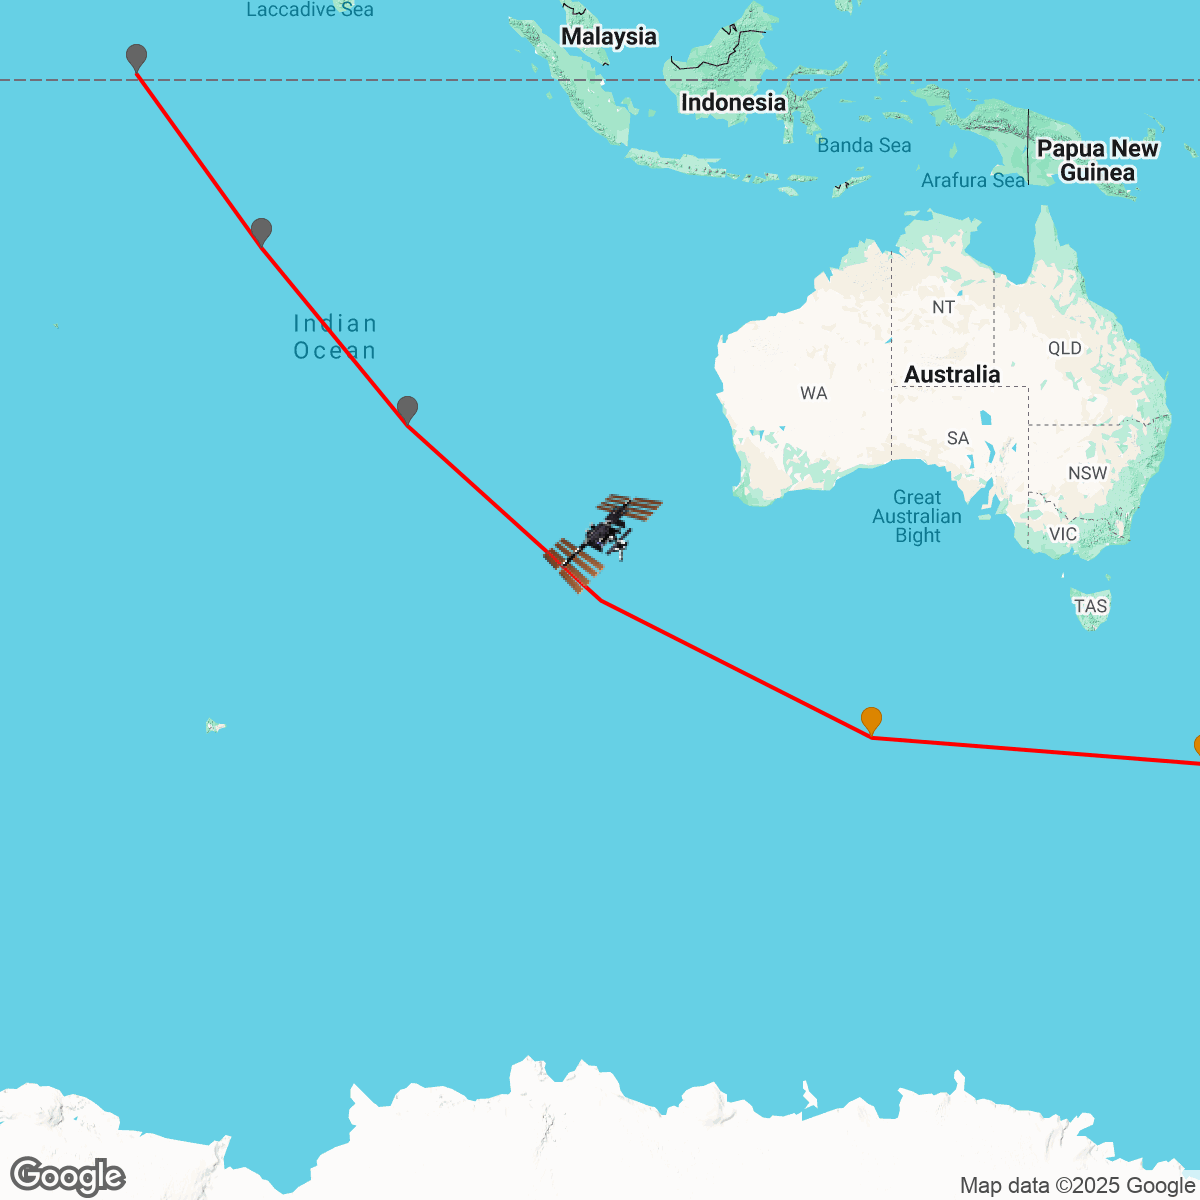 Laccadive Sea
Malaysia
Indonesia
Banda Sea
Papua New
Guinea
Arafura Sea
Indian
Ocean
NT
QLD
Australia
WA
SA
NSW
Great
Australian
Bight
VIC
TAS
Google
Map data ©2025 Google